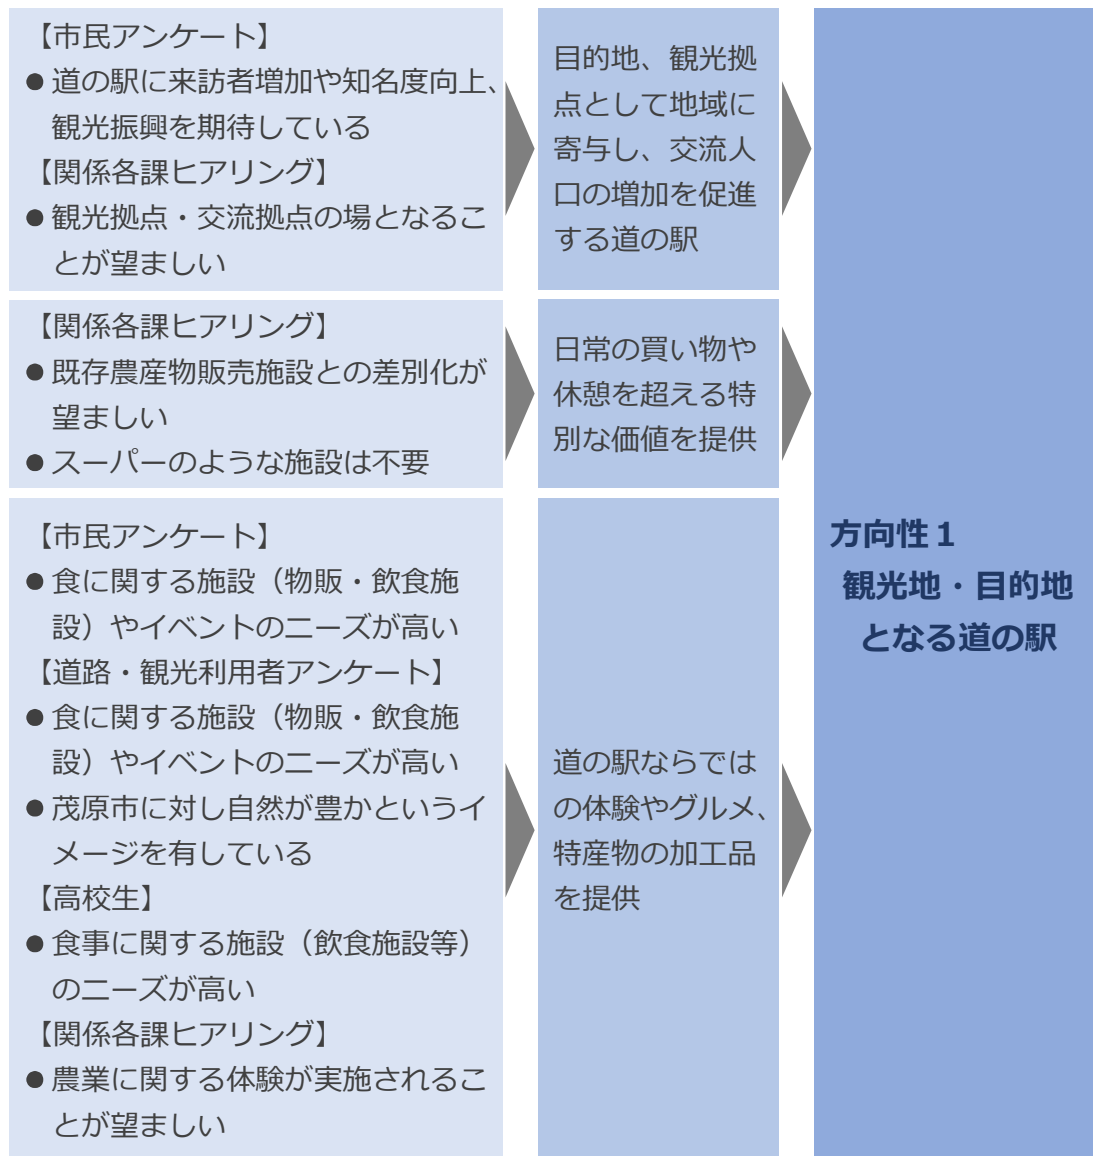 【市民アンケート】
●道の駅に来訪者増加や知名度向上、
観光振興を期待している
【関係各課ヒアリング】
●観光拠点・交流拠点の場となるこ
とが望ましい
目的地、観光拠
点として地域に
寄与し、交流人
口の増加を促進
する道の駅
【関係各課ヒアリング】
●既存農産物販売施設との差別化が
望ましい
●スーパーのような施設は不要
日常の買い物や
休憩を超える特
別な価値を提供
【市民アンケート】
●食に関する施設（物販・飲食施
設）やイベントのニーズが高い
【道路・観光利用者アンケート】
●食に関する施設（物販・飲食施
設）やイベントのニーズが高い
●茂原市に対し自然が豊かというイ
メージを有している
【高校生】
●食事に関する施設（飲食施設等）
のニーズが高い
【関係各課ヒアリング】
●農業に関する体験が実施されるこ
とが望ましい
道の駅ならでは
の体験やグルメ、
特産物の加工品
を提供
方向性１
観光地・目的地
となる道の駅